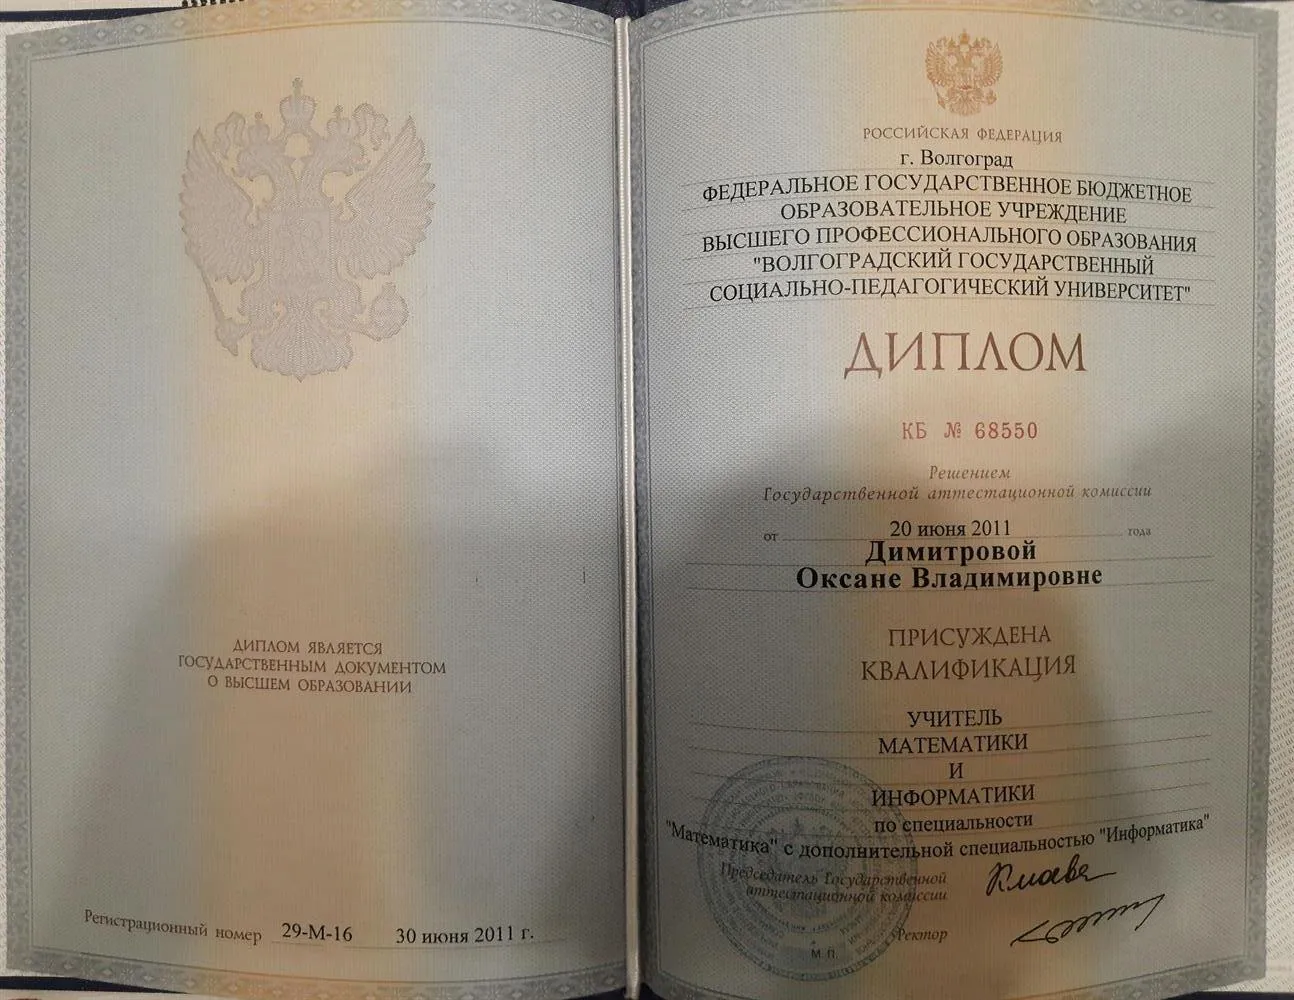 ДИПЛОМ ЯВЛЯЕТСЯ
ГОСУДАРСТВЕННЫМ ДОКУМЕНТОМ
О ВЫСШЕМ ОБРАЗОВАНИИ
Регистрационный номер 29-М-16 30 июня 2011 г.
РОССИЙСКАЯ ФЕДЕРАЦИЯ
г. Волгоград
ФЕДЕРАЛЬНОЕ ГОСУДАРСТВЕННОЕ БЮДЖЕТНОЕ
ОБРАЗОВАТЕЛЬНОЕ УЧРЕЖДЕНИЕ
ВЫСШЕГО ПРОФЕССИОНАЛЬНОГО ОБРАЗОВАНИЯ
"ВОЛГОГРАДСКИЙ ГОСУДАРСТВЕННЫЙ
СОЦИАЛЬНО-ПЕДАГОГИЧЕСКИЙ УНИВЕРСИТЕТ"
ДИПЛОМ
КБ № 68550
Решением
Государственной аттестационной комиссии
от 20 июня 2011 года
Димитровой
Оксане Владимировне
ПРИСУЖДЕНА
КВАЛИФИКАЦИЯ
УЧИТЕЛЬ
МАТЕМАТИКИ
И
ИНФОРМАТИКИ
по специальности
"Математика" с дополнительной специальностью "Информатика"
Председатель Государственной
аттестационной комиссии
Ректор
М.П.